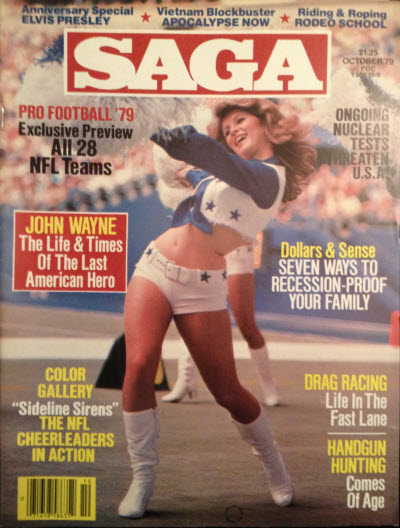 Anniversary Special ★ Vietnam Blockbuster ★ Riding & Roping
ELVIS PRESLEY APOCALYPSE NOW RODEO SCHOOL
SAGA
$1.25
OCTOBER '79
PDC
PRO FOOTBALL '79
Exclusive Preview
All 28
NFL Teams
ONGOING
NUCLEAR
TESTS
THREATEN
U.S.A.
JOHN WAYNE
The Life & Times
Of The Last
American Hero
Dollars & Sense
SEVEN WAYS TO
RECESSION-PROOF
YOUR FAMILY
COLOR
GALLERY
"Sideline Sirens"
THE NFL
CHEERLEADERS
IN ACTION
DRAG RACING
Life In The
Fast Lane
HANDGUN
HUNTING
Comes
Of Age
10
0